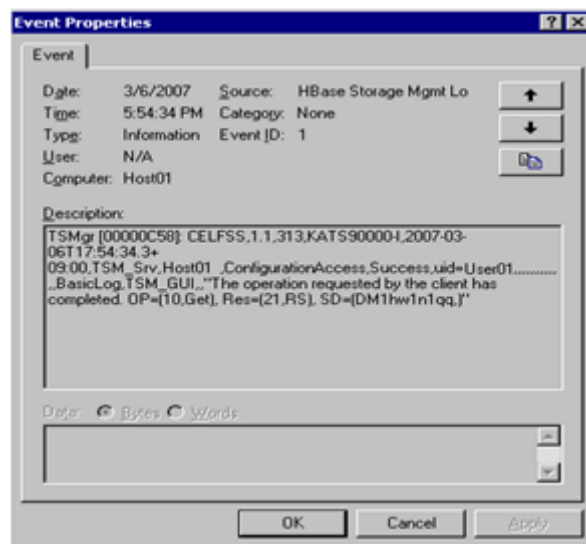 Event Properties
Event
Date: 3/6/2007 Source: HBase Storage Mgmt Lo
Time: 5:54:34 PM Category: None
Type: Information Event ID: 1
User: N/A
Computer: Host01
Description:
TSMgr [00000C58]: CELFSS,1.1,313,KATS90000-I,2007-03-
06T17:54:34.3+
09:00,TSM_Srv,Host01 ,ConfigurationAccess,Success,uid=User01,,,,,,,,,,,
,,BasicLog,TSM_GUI,,"The operation requested by the client has
completed. OP=(10,Get), Res=(21,RS), SD=(DM1hw1n1qq,)"
Data: Bytes Words
OK Cancel Apply